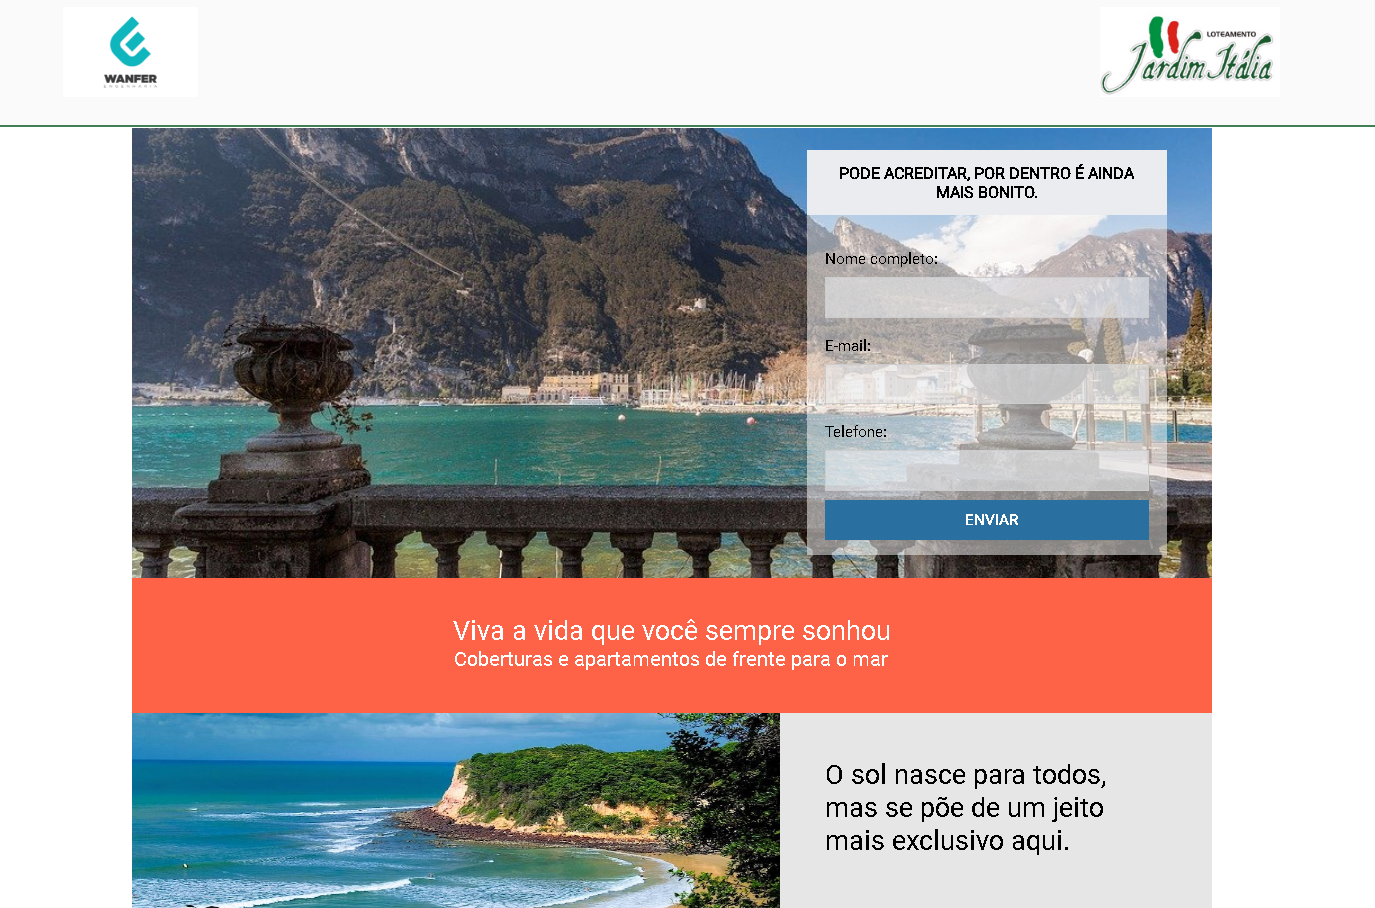 WANFER
ENGENHARIA
LOTEAMENTO
Jardim Itália
PODE ACREDITAR, POR DENTRO É AINDA
MAIS BONITO.
Nome completo:
E-mail:
Telefone:
ENVIAR
Viva a vida que você sempre sonhou
Coberturas e apartamentos de frente para o mar
O sol nasce para todos,
mas se põe de um jeito
mais exclusivo aqui.